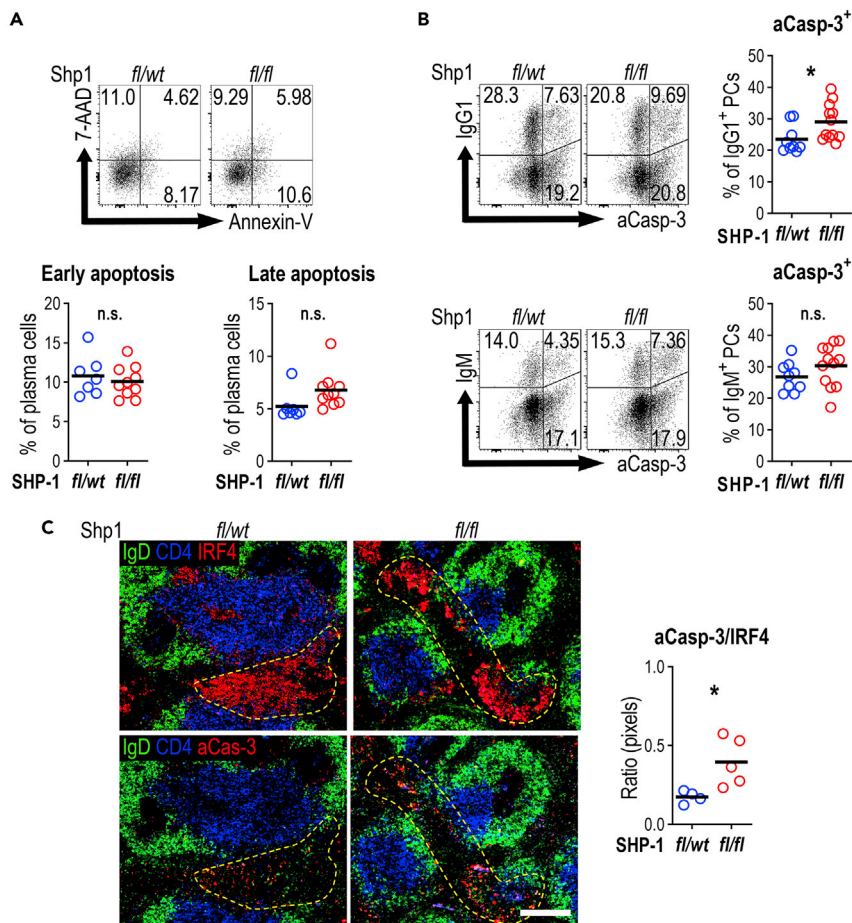 A
Shp1 fl/wt fl/fl
7-AAD
11.0 4.62 9.29 5.98
8.17 10.6
Annexin-V
Early apoptosis
% of plasma cells
20
15
10
5
0
n.s.
SHP-1 fl/wt fl/fl
Late apoptosis
% of plasma cells
15
10
5
0
n.s.
SHP-1 fl/wt fl/fl
B
Shp1 fl/wt fl/fl
IgG1
28.3 7.63 20.8 9.69
19.2 20.8
aCasp-3
aCasp-3+
% of IgG1+ PCs
50
40
30
20
10
0
*
SHP-1 fl/wt fl/fl
Shp1 fl/wt fl/fl
IgM
14.0 4.35 15.3 7.36
17.1 17.9
aCasp-3
aCasp-3+
% of IgM+ PCs
50
40
30
20
10
0
n.s.
SHP-1 fl/wt fl/fl
C
Shp1 fl/wt fl/fl
IgD CD4 IRF4
IgD CD4 aCas-3
aCasp-3/IRF4
Ratio (pixels)
1.0
0.5
0.0
*
SHP-1 fl/wt fl/fl